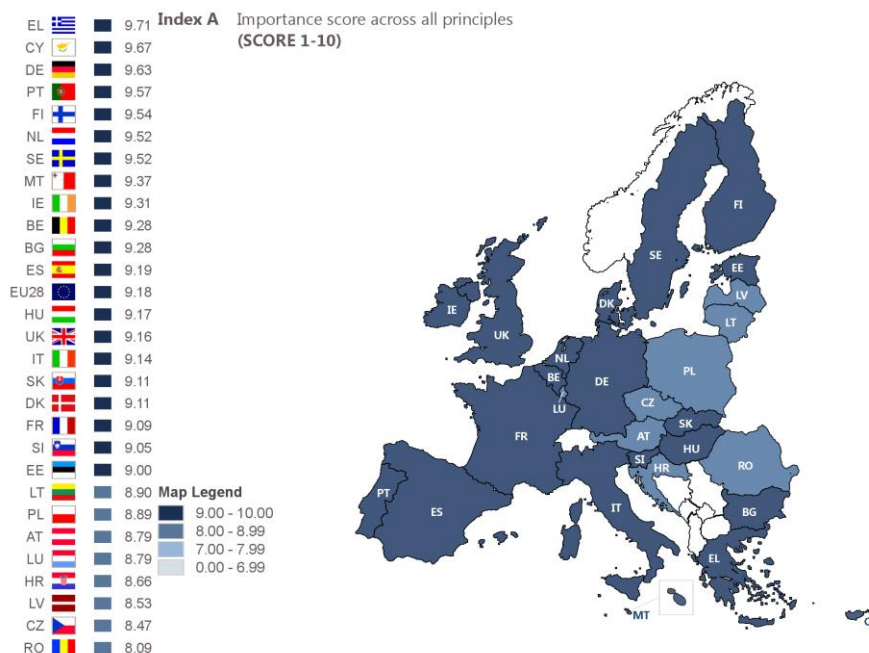 Index A Importance score across all principles
(SCORE 1-10)
EL 9.71
CY 9.67
DE 9.63
PT 9.57
FI 9.54
NL 9.52
SE 9.52
MT 9.37
IE 9.31
BE 9.28
BG 9.28
ES 9.19
EU28 9.18
HU 9.17
UK 9.16
IT 9.14
SK 9.11
DK 9.11
FR 9.09
SI 9.05
EE 9.00
LT 8.90
PL 8.89
AT 8.79
LU 8.79
HR 8.66
LV 8.53
CZ 8.47
RO 8.09
Map Legend
9.00 - 10.00
8.00 - 8.99
7.00 - 7.99
0.00 - 6.99
FI
SE
EE
LV
DK
LT
IE
UK
NL
PL
BE
DE
CZ
LU
SK
FR
AT
HU
SI
HR
RO
PT
ES
IT
BG
EL
MT